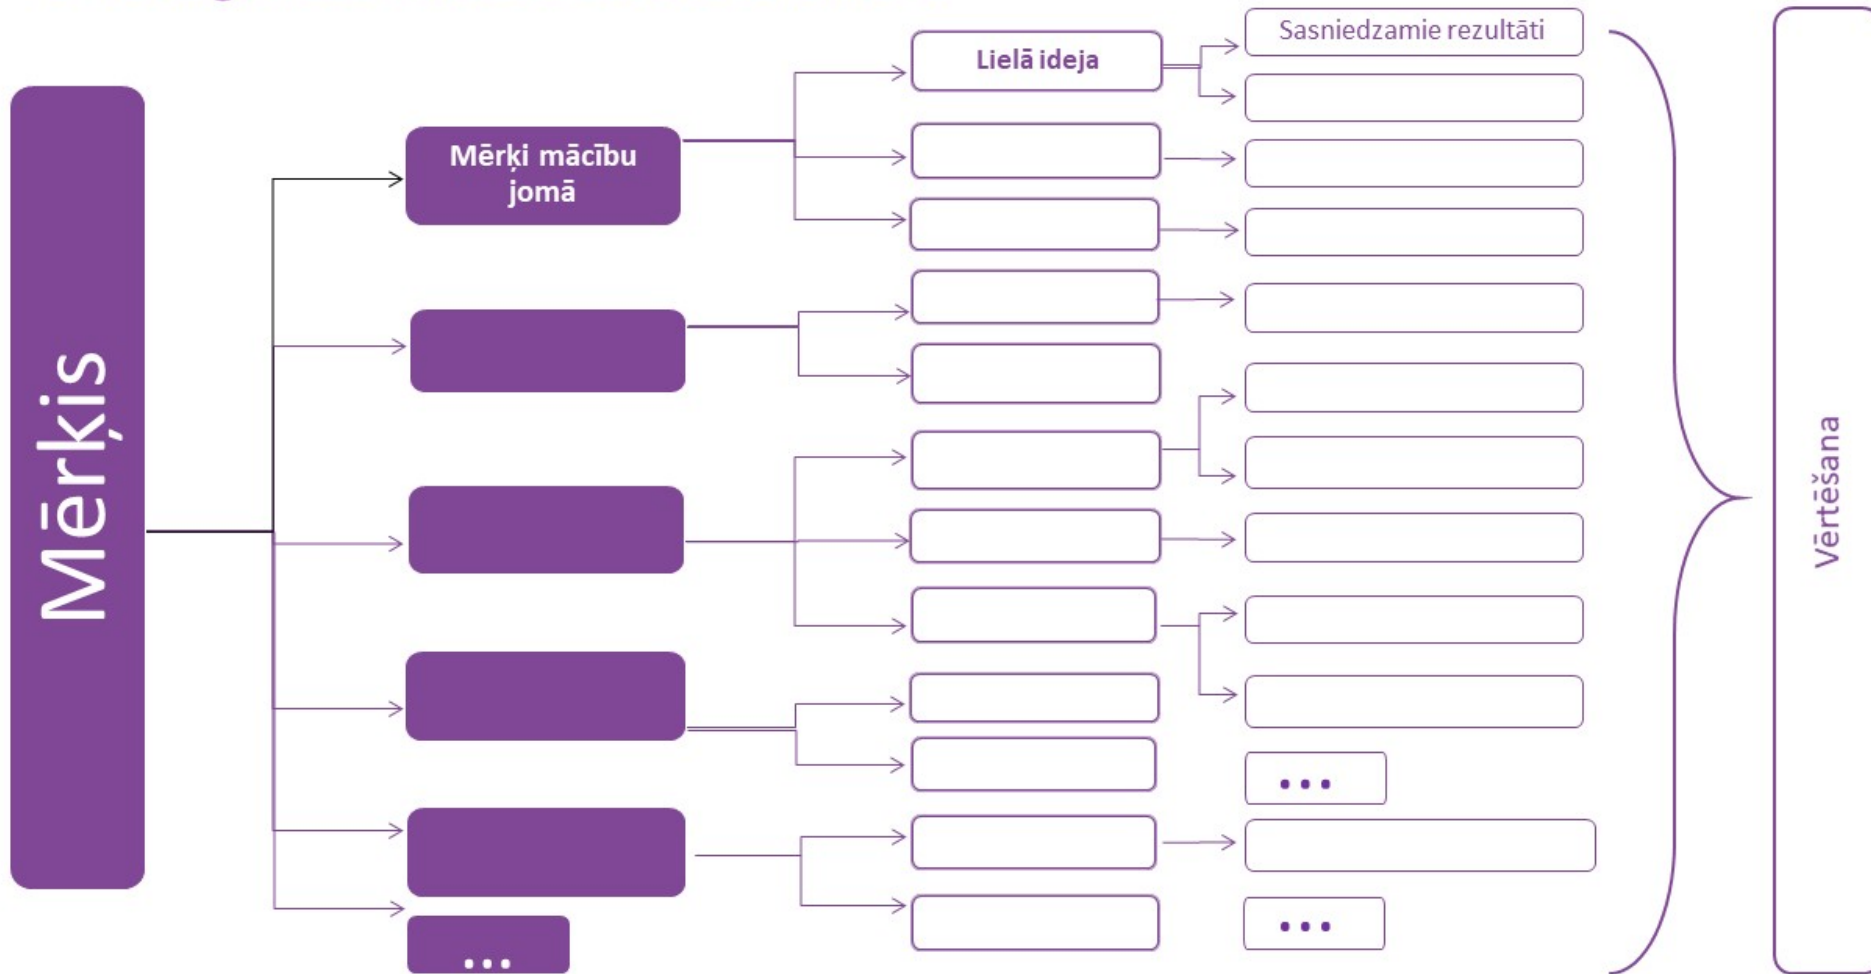 Mērķis
Mērķi mācību
jomā
...
Lielā ideja
Sasniedzamie rezultāti
...
...
Vērtēšana